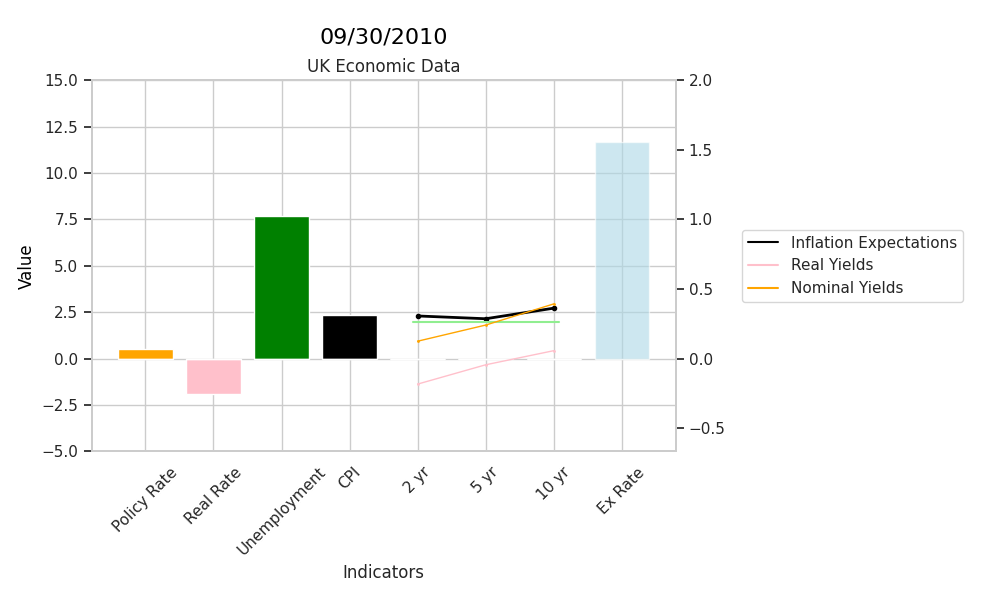 09/30/2010
UK Economic Data
15.0
12.5
10.0
7.5
5.0
2.5
0.0
−2.5
−5.0
Value
2.0
1.5
1.0
0.5
0.0
−0.5
Inflation Expectations
Real Yields
Nominal Yields
Policy Rate
Real Rate
Unemployment
CPI
2 yr
5 yr
10 yr
Ex Rate
Indicators